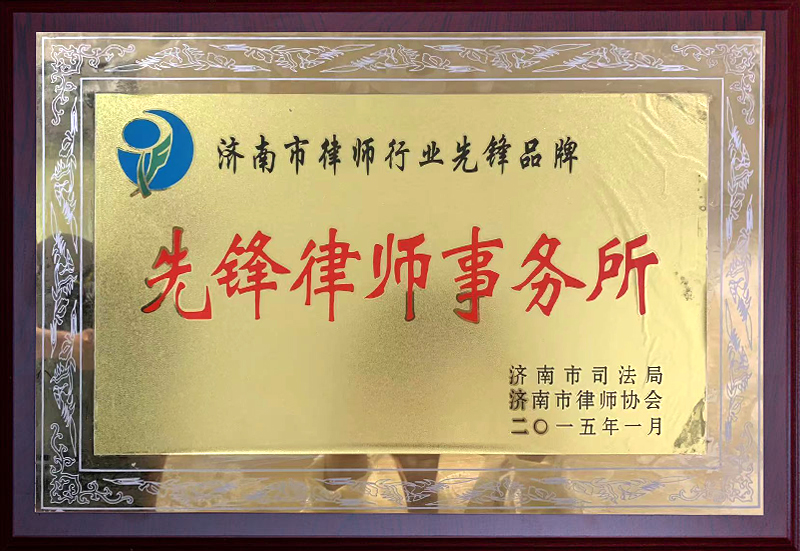 济南市律师行业先锋品牌
先锋律师事务所
济南市司法局
济南市律师协会
二〇一五年一月